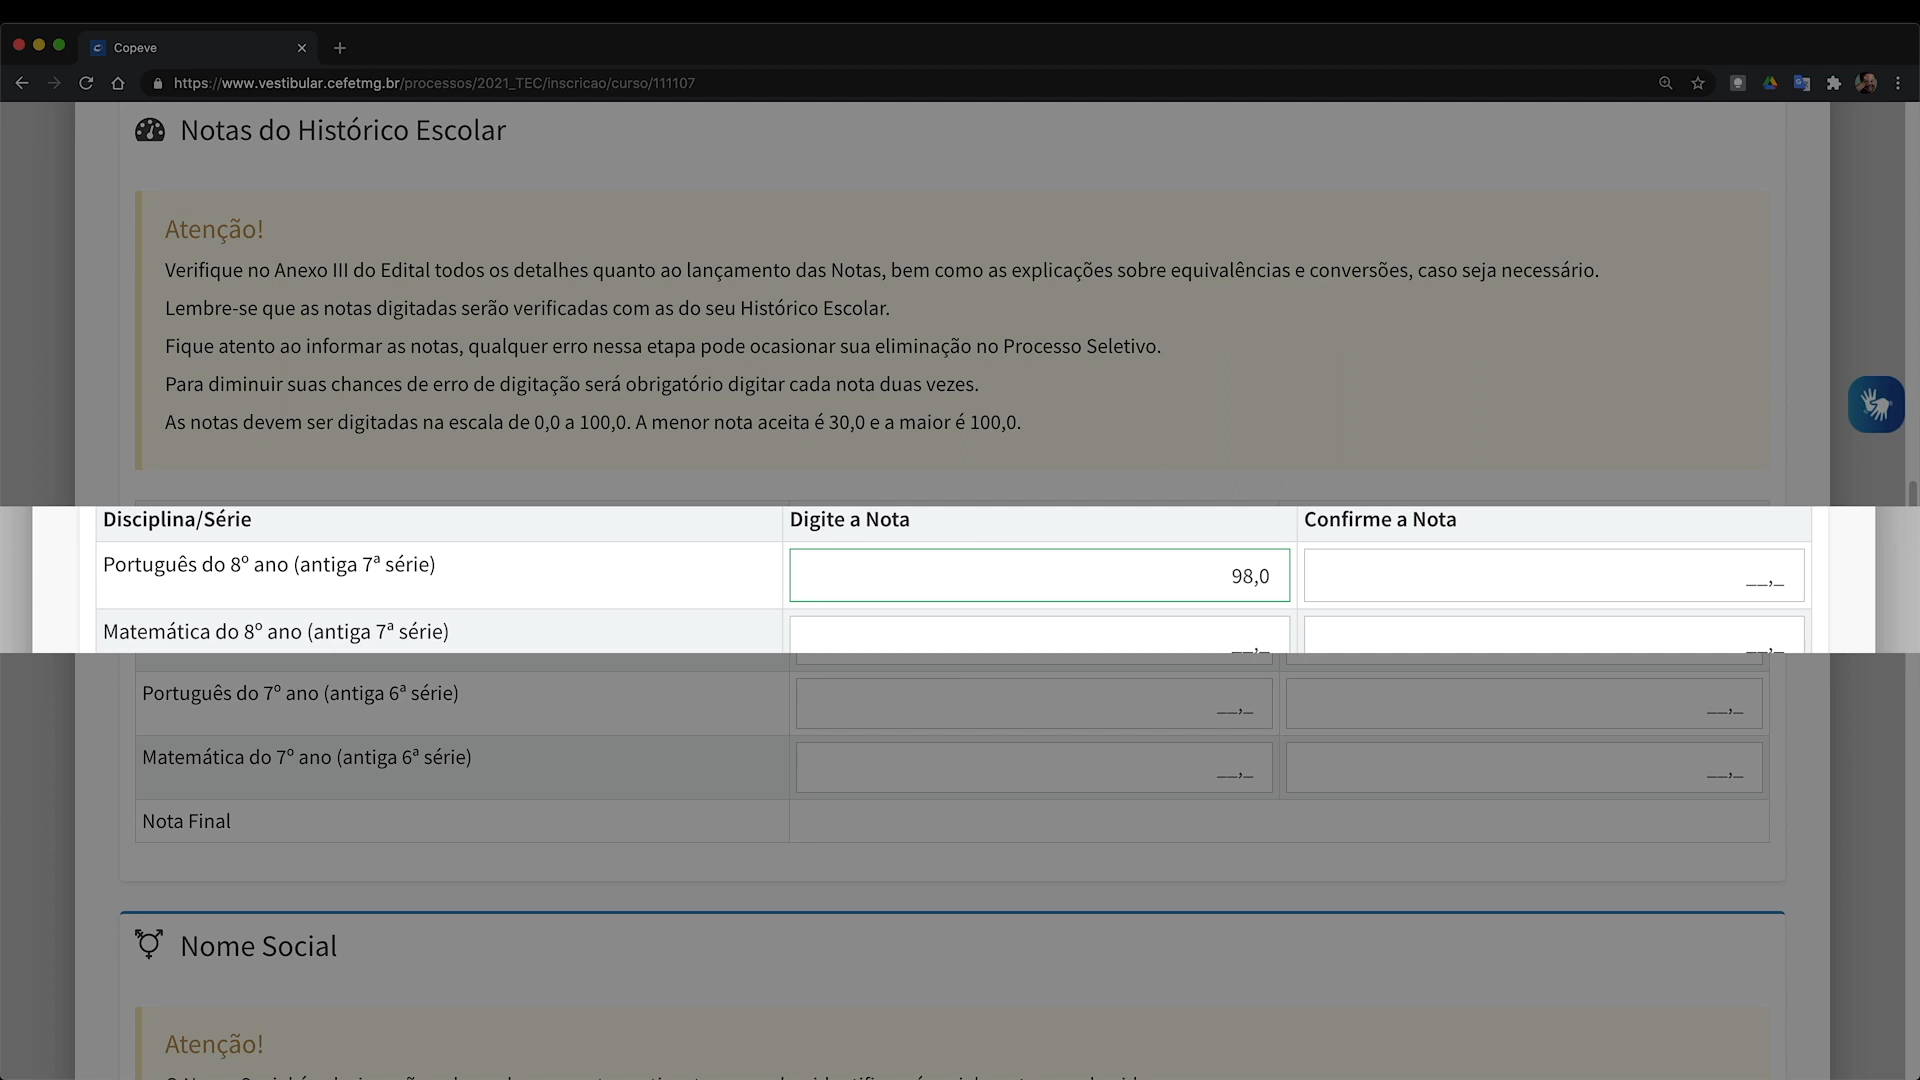 Copeve
https://www.vestibular.cefetmg.br/processos/2021_TEC/inscricao/curso/111107
Notas do Histórico Escolar
Atenção!
Verifique no Anexo III do Edital todos os detalhes quanto ao lançamento das Notas, bem como as explicações sobre equivalências e conversões, caso seja necessário.
Lembre-se que as notas digitadas serão verificadas com as do seu Histórico Escolar.
Fique atento ao informar as notas, qualquer erro nessa etapa pode ocasionar sua eliminação no Processo Seletivo.
Para diminuir suas chances de erro de digitação será obrigatório digitar cada nota duas vezes.
As notas devem ser digitadas na escala de 0,0 a 100,0. A menor nota aceita é 30,0 e a maior é 100,0.
Disciplina/Série Digite a Nota Confirme a Nota
Português do 8º ano (antiga 7ª série) 98,0 __,_
Matemática do 8º ano (antiga 7ª série) __,_ __,_
Português do 7º ano (antiga 6ª série) __,_ __,_
Matemática do 7º ano (antiga 6ª série) __,_ __,_
Nota Final
Nome Social
Atenção!